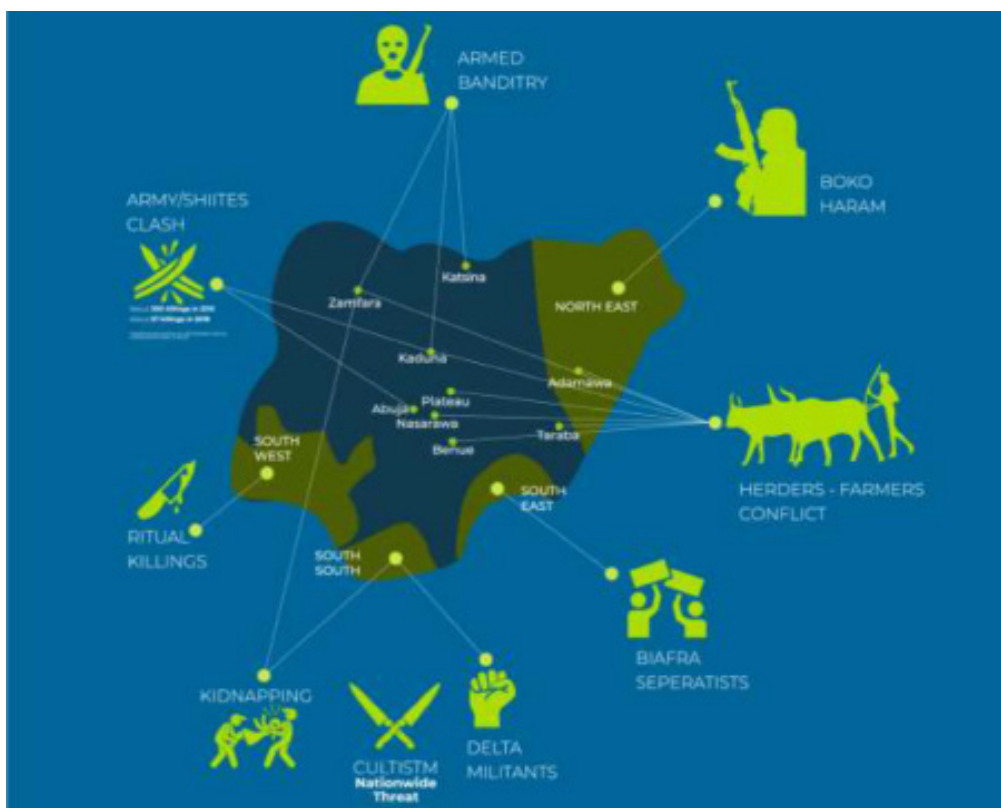 ARMED
BANDITRY
BOKO
HARAM
ARMY/SHIITES
CLASH
Katsina
Zamfara
NORTH EAST
Kaduna
Adamawa
Plateau
Abuja
Nasarawa
Taraba
Benue
SOUTH
WEST
SOUTH
EAST
HERDERS - FARMERS
CONFLICT
RITUAL
KILLINGS
SOUTH
SOUTH
BIAFRA
SEPERATISTS
KIDNAPPING
CULTISTM
Nationwide
Threat
DELTA
MILITANTS